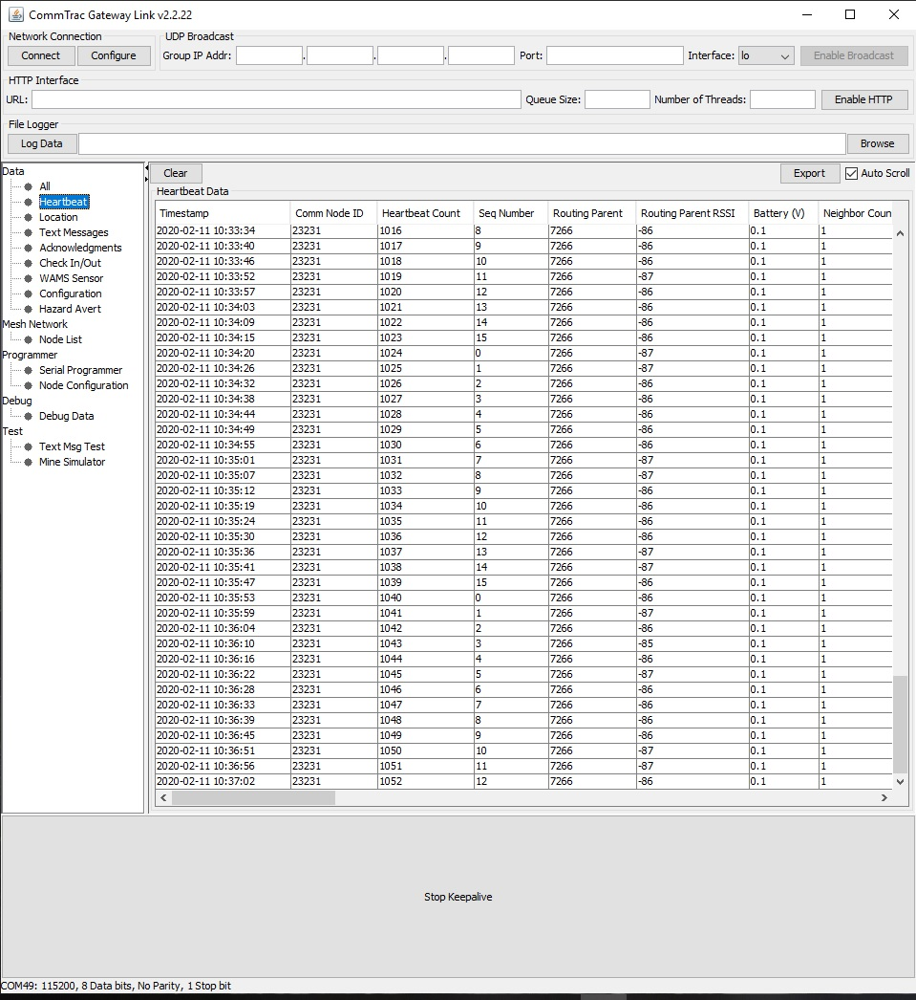 CommTrac Gateway Link v2.2.22
Network Connection UDP Broadcast
Connect Configure Group IP Addr: . . . Port: Interface: lo Enable Broadcast
HTTP Interface
URL: Queue Size: Number of Threads: Enable HTTP
File Logger
Log Data Browse
Data
All
Heartbeat
Location
Text Messages
Acknowledgments
Check In/Out
WAMS Sensor
Configuration
Hazard Avert
Mesh Network
Node List
Programmer
Serial Programmer
Node Configuration
Debug
Debug Data
Test
Text Msg Test
Mine Simulator
Clear Export Auto Scroll
Heartbeat Data
Timestamp Comm Node ID Heartbeat Count Seq Number Routing Parent Routing Parent RSSI Battery (V) Neighbor Coun
2020-02-11 10:33:34 23231 1016 8 7266 -86 0.1 1
2020-02-11 10:33:40 23231 1017 9 7266 -86 0.1 1
2020-02-11 10:33:46 23231 1018 10 7266 -86 0.1 1
2020-02-11 10:33:52 23231 1019 11 7266 -87 0.1 1
2020-02-11 10:33:57 23231 1020 12 7266 -86 0.1 1
2020-02-11 10:34:03 23231 1021 13 7266 -86 0.1 1
2020-02-11 10:34:09 23231 1022 14 7266 -86 0.1 1
2020-02-11 10:34:15 23231 1023 15 7266 -86 0.1 1
2020-02-11 10:34:20 23231 1024 0 7266 -87 0.1 1
2020-02-11 10:34:26 23231 1025 1 7266 -87 0.1 1
2020-02-11 10:34:32 23231 1026 2 7266 -86 0.1 1
2020-02-11 10:34:38 23231 1027 3 7266 -86 0.1 1
2020-02-11 10:34:44 23231 1028 4 7266 -86 0.1 1
2020-02-11 10:34:49 23231 1029 5 7266 -86 0.1 1
2020-02-11 10:34:55 23231 1030 6 7266 -86 0.1 1
2020-02-11 10:35:01 23231 1031 7 7266 -87 0.1 1
2020-02-11 10:35:07 23231 1032 8 7266 -87 0.1 1
2020-02-11 10:35:12 23231 1033 9 7266 -86 0.1 1
2020-02-11 10:35:19 23231 1034 10 7266 -86 0.1 1
2020-02-11 10:35:24 23231 1035 11 7266 -86 0.1 1
2020-02-11 10:35:30 23231 1036 12 7266 -86 0.1 1
2020-02-11 10:35:36 23231 1037 13 7266 -87 0.1 1
2020-02-11 10:35:41 23231 1038 14 7266 -87 0.1 1
2020-02-11 10:35:47 23231 1039 15 7266 -86 0.1 1
2020-02-11 10:35:53 23231 1040 0 7266 -86 0.1 1
2020-02-11 10:35:59 23231 1041 1 7266 -87 0.1 1
2020-02-11 10:36:04 23231 1042 2 7266 -86 0.1 1
2020-02-11 10:36:10 23231 1043 3 7266 -85 0.1 1
2020-02-11 10:36:16 23231 1044 4 7266 -86 0.1 1
2020-02-11 10:36:22 23231 1045 5 7266 -87 0.1 1
2020-02-11 10:36:28 23231 1046 6 7266 -86 0.1 1
2020-02-11 10:36:33 23231 1047 7 7266 -86 0.1 1
2020-02-11 10:36:39 23231 1048 8 7266 -86 0.1 1
2020-02-11 10:36:45 23231 1049 9 7266 -86 0.1 1
2020-02-11 10:36:51 23231 1050 10 7266 -87 0.1 1
2020-02-11 10:36:56 23231 1051 11 7266 -87 0.1 1
2020-02-11 10:37:02 23231 1052 12 7266 -86 0.1 1
Stop Keepalive
COM49: 115200, 8 Data bits, No Parity, 1 Stop bit